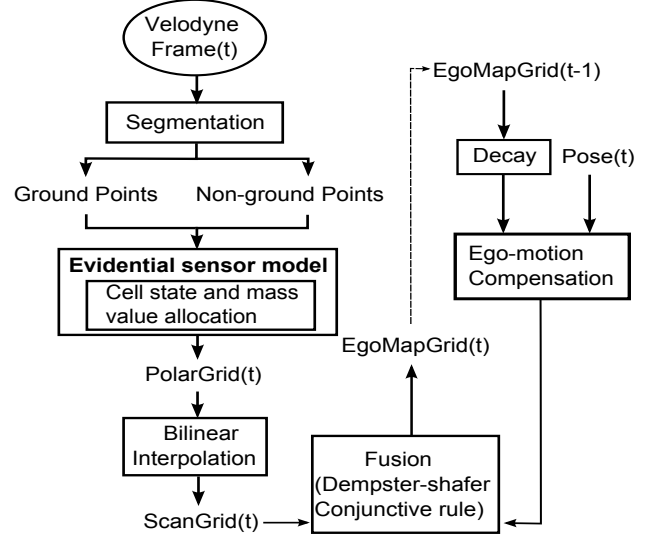 Velodyne
Frame(t)
Segmentation
Ground Points
Non-ground Points
Evidential sensor model
Cell state and mass
value allocation
PolarGrid(t)
Bilinear
Interpolation
ScanGrid(t)
EgoMapGrid(t-1)
Decay
Pose(t)
Ego-motion
Compensation
EgoMapGrid(t)
Fusion
(Dempster-shafer
Conjunctive rule)